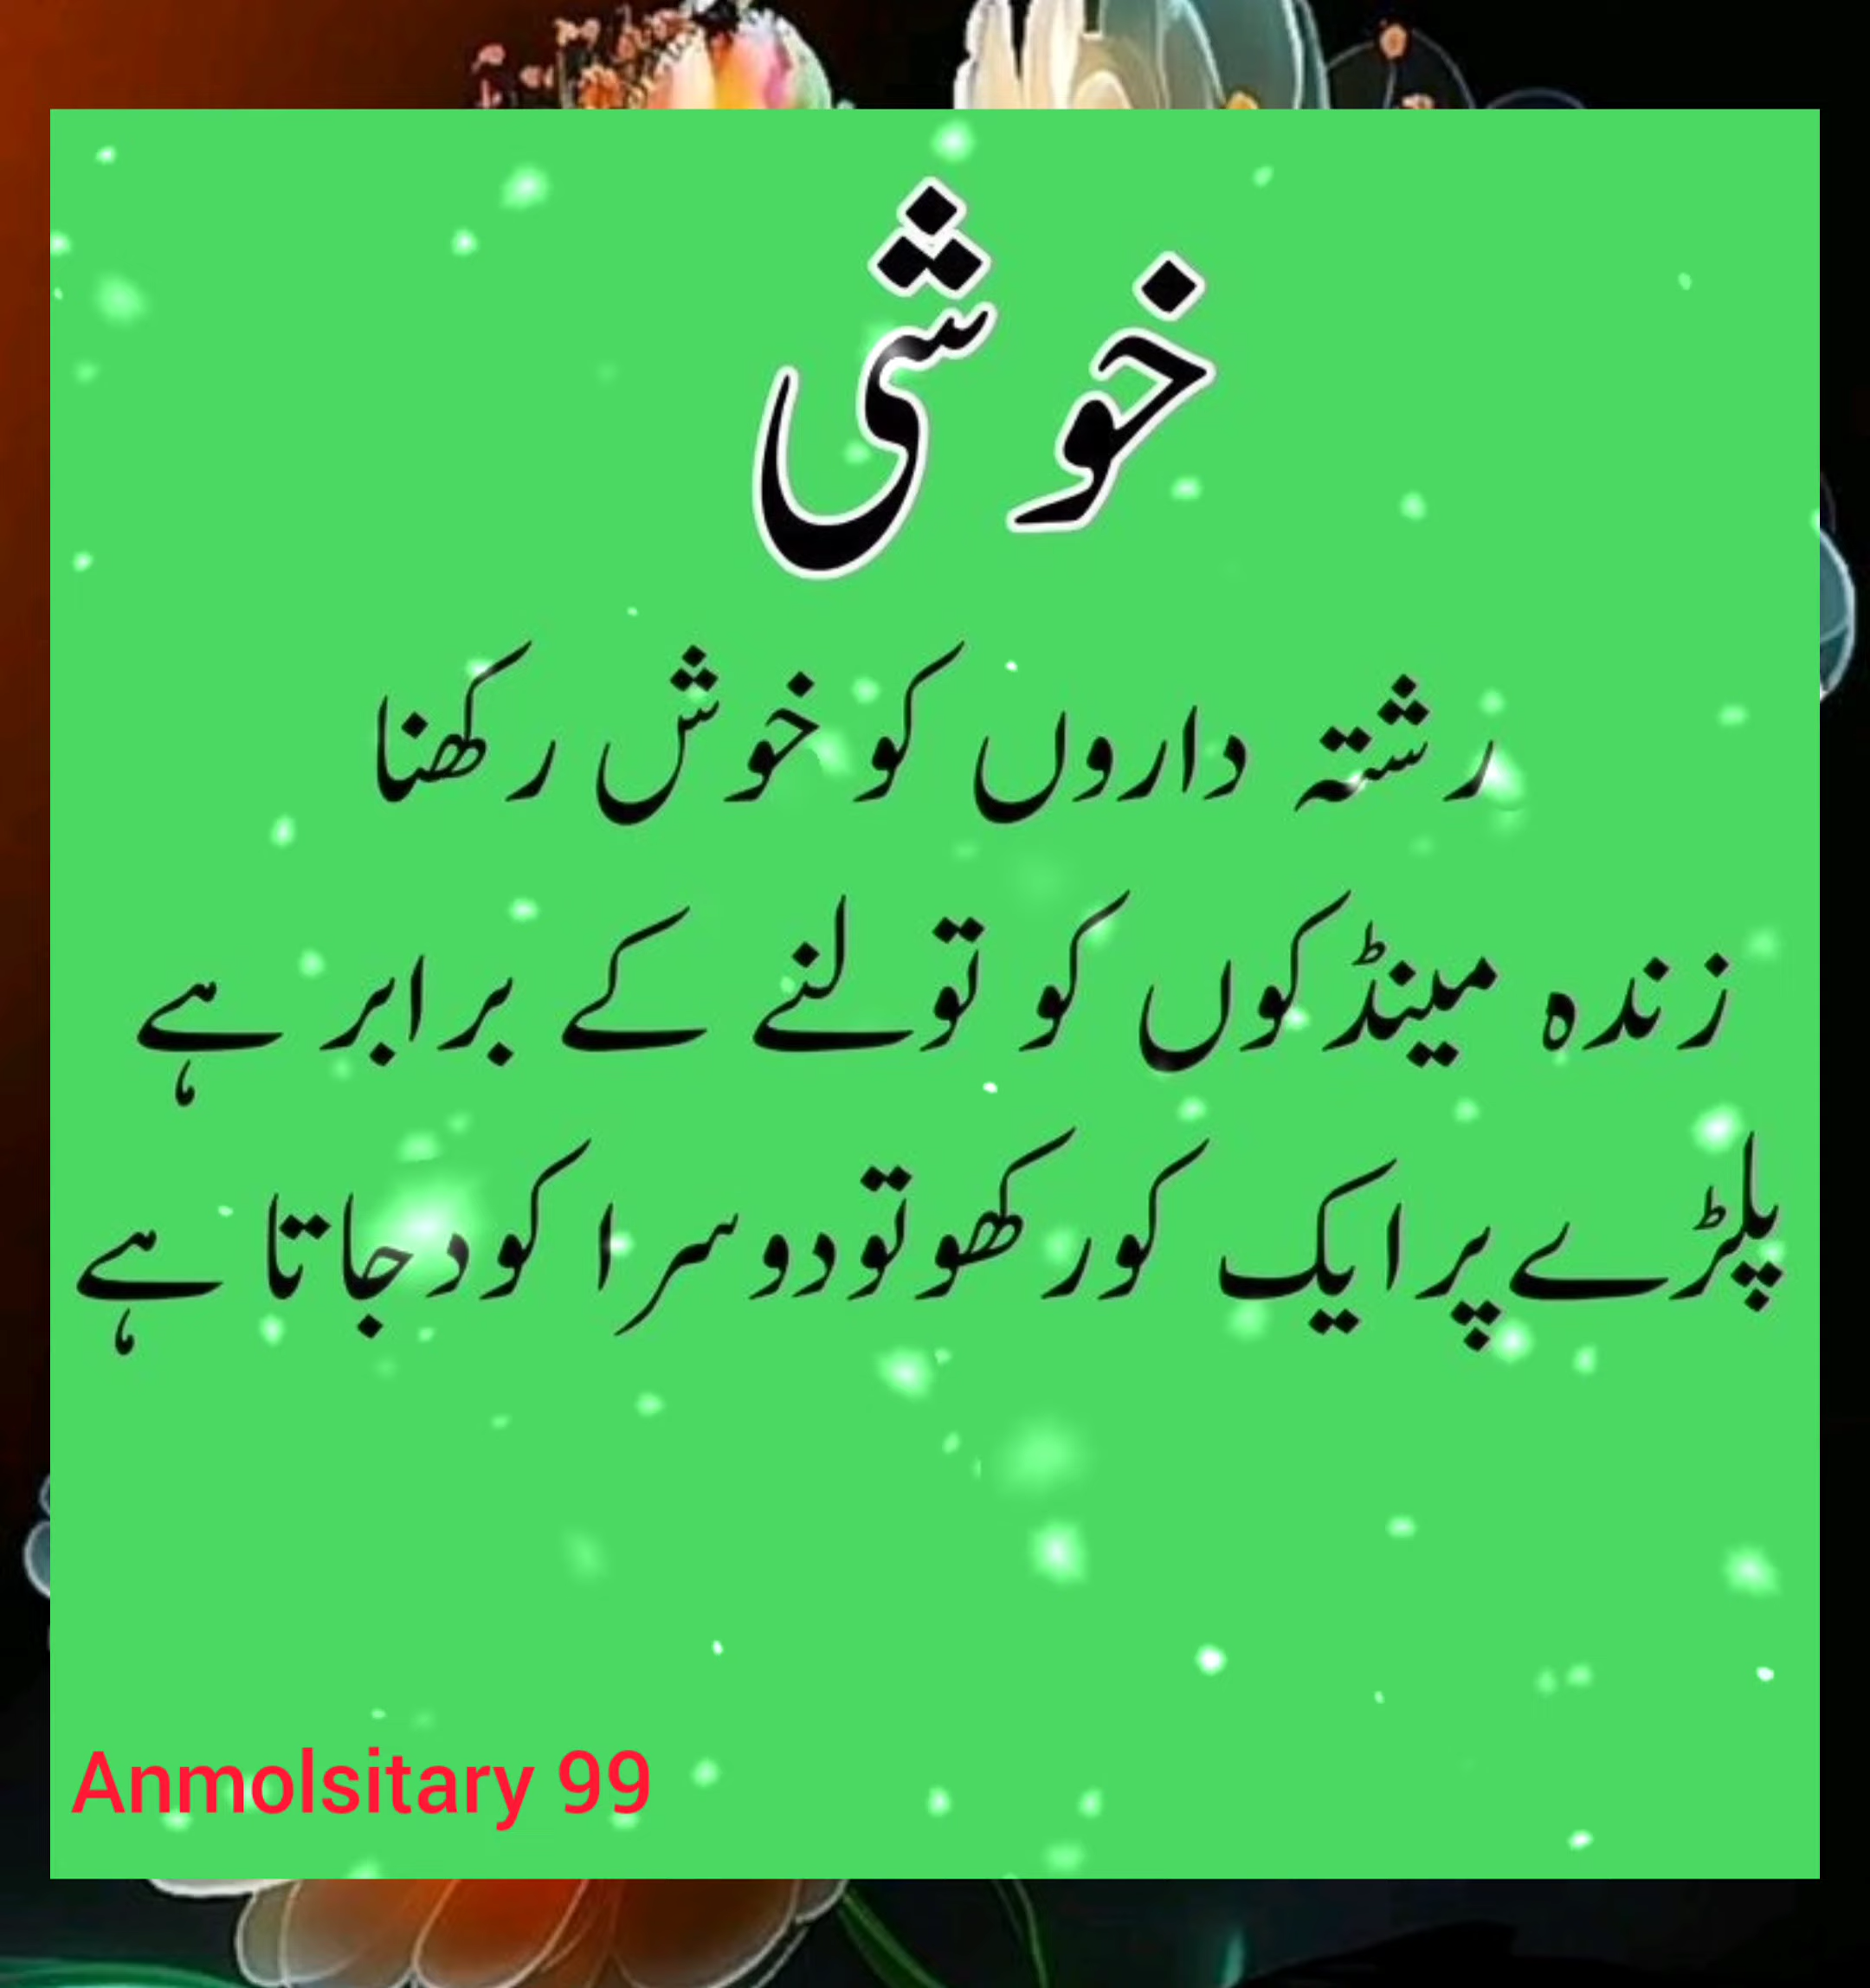 خوشی
رشتہ داروں کو خوش رکھنا
زندہ مینڈکوں کو تولنے کے برابر ہے
پلڑے پر ایک کو رکھو تو دوسرا کود جاتا ہے
Anmolsitary 99